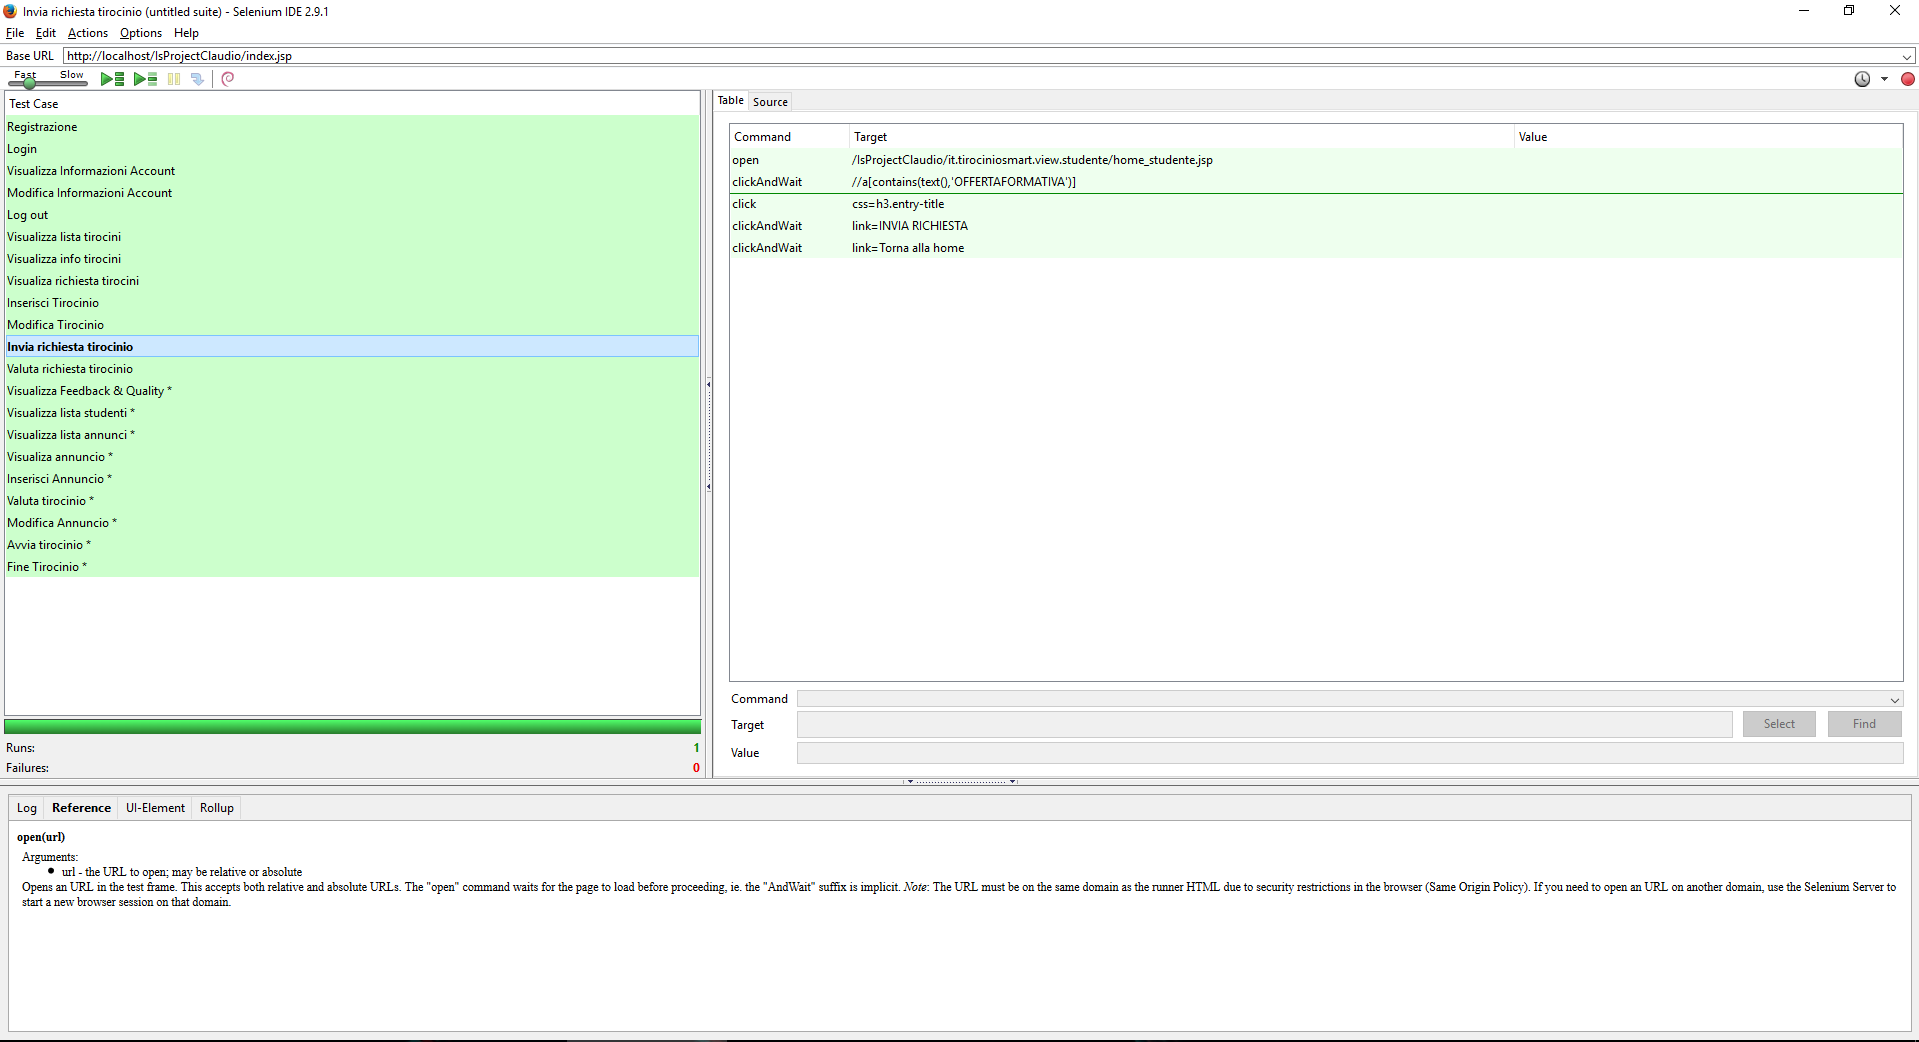 Invia richiesta tirocinio (untitled suite) - Selenium IDE 2.9.1
File Edit Actions Options Help
Base URL http://localhost/IsProjectClaudio/index.jsp
Fast Slow
Test Case
Registrazione
Login
Visualizza Informazioni Account
Modifica Informazioni Account
Log out
Visualizza lista tirocini
Visualizza info tirocini
Visualiza richiesta tirocini
Inserisci Tirocinio
Modifica Tirocinio
Invia richiesta tirocinio
Valuta richiesta tirocinio
Visualizza Feedback & Quality *
Visualizza lista studenti *
Visualizza lista annunci *
Visualiza annuncio *
Inserisci Annuncio *
Valuta tirocinio *
Modifica Annuncio *
Avvia tirocinio *
Fine Tirocinio *
Runs: 1
Failures: 0
Table Source
Command Target Value
open /IsProjectClaudio/it.tirociniosmart.view.studente/home_studente.jsp
clickAndWait //a[contains(text(),'OFFERTAFORMATIVA')]
click css=h3.entry-title
clickAndWait link=INVIA RICHIESTA
clickAndWait link=Torna alla home
Command
Target Select Find
Value
Log Reference UI-Element Rollup
open(url)
Arguments:
• url - the URL to open; may be relative or absolute
Opens an URL in the test frame. This accepts both relative and absolute URLs. The "open" command waits for the page to load before proceeding, ie. the "AndWait" suffix is implicit. Note: The URL must be on the same domain as the runner HTML due to security restrictions in the browser (Same Origin Policy). If you need to open an URL on another domain, use the Selenium Server to
start a new browser session on that domain.